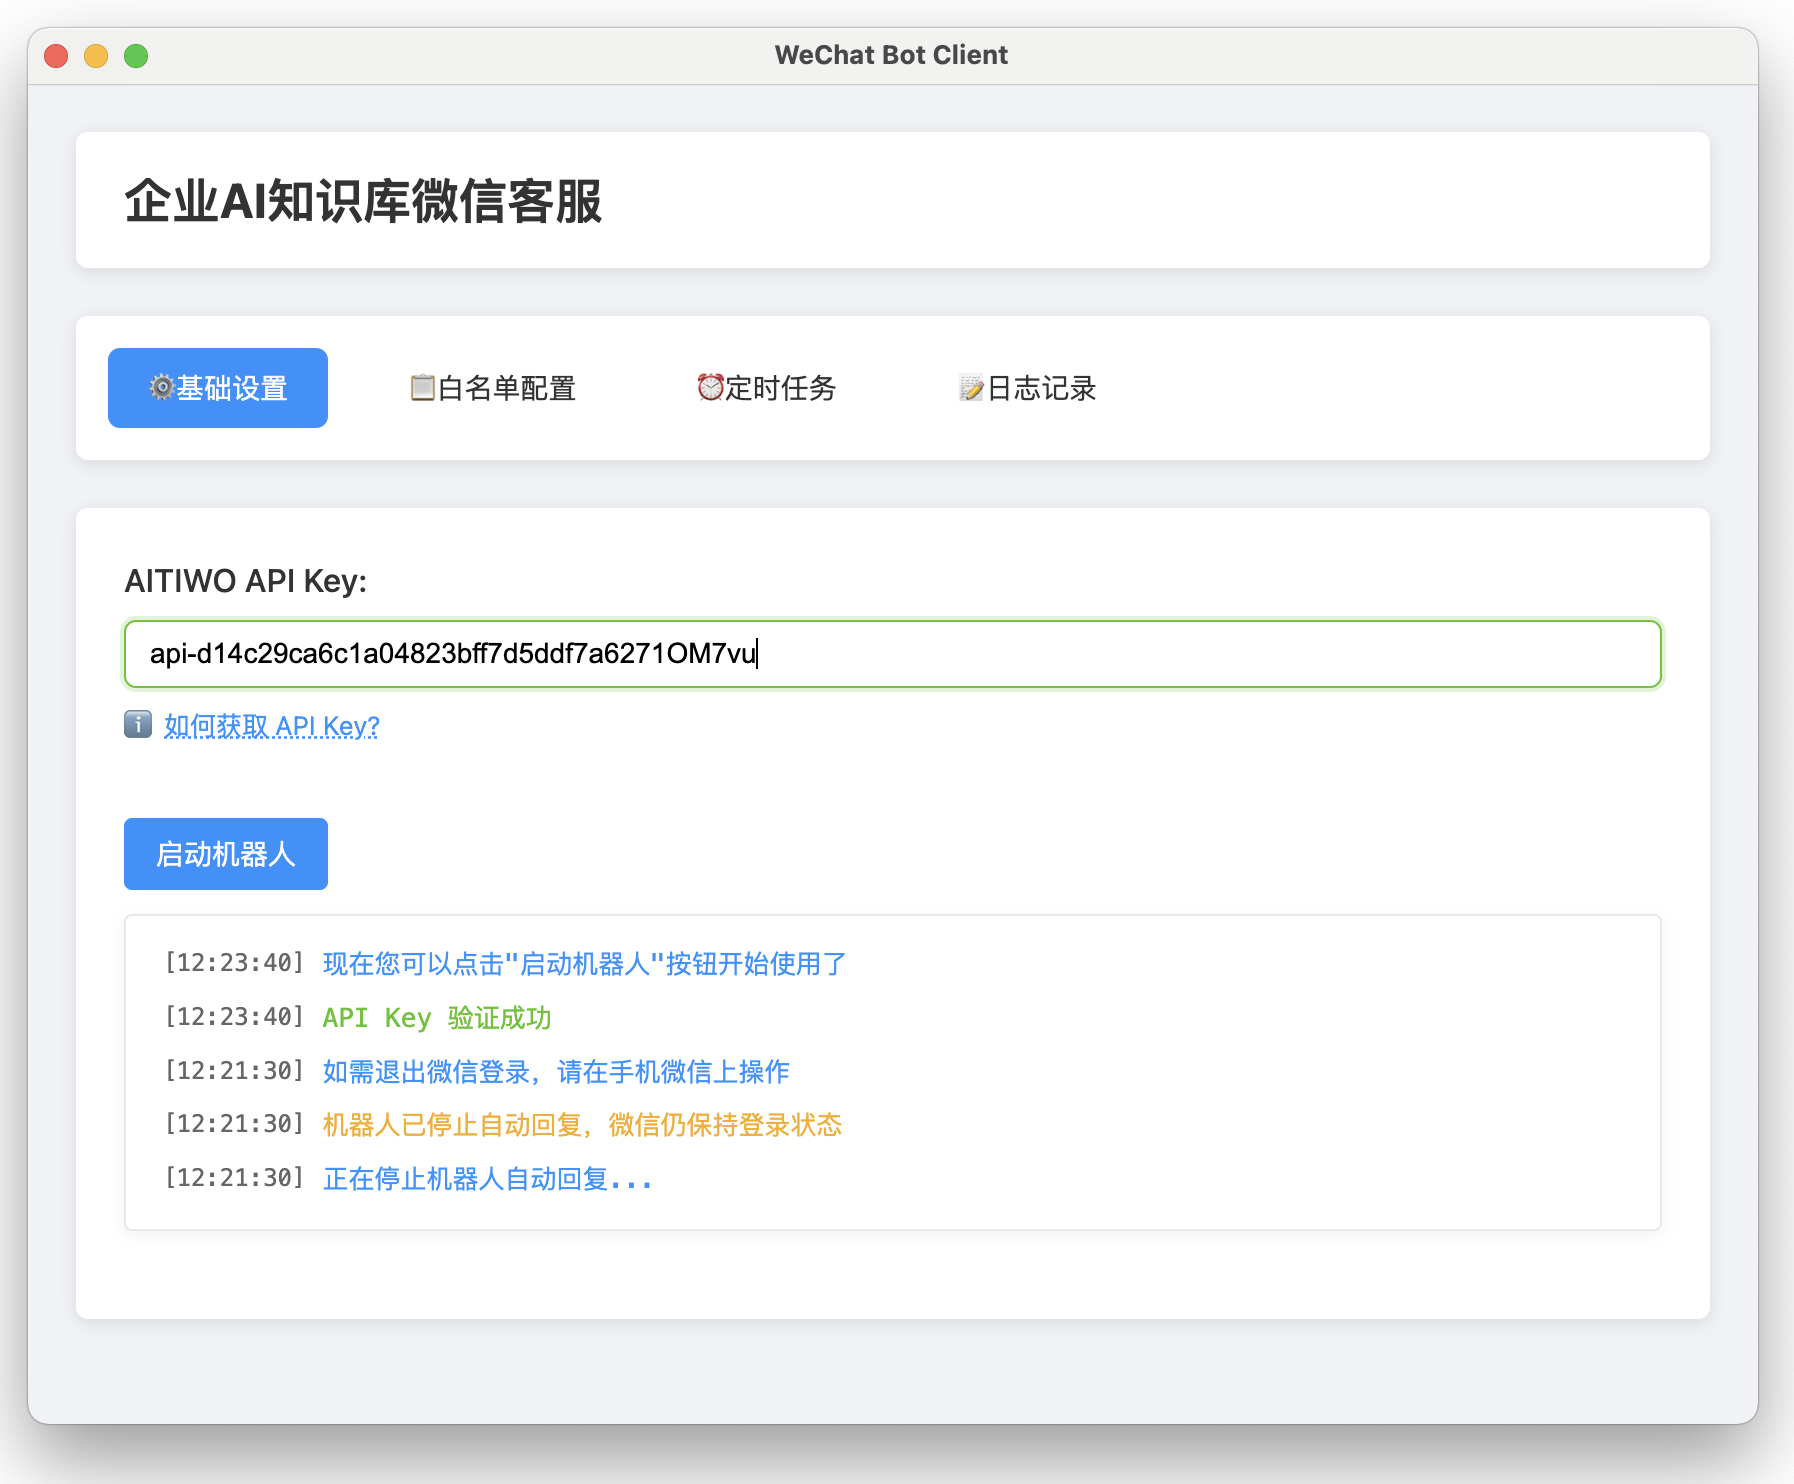 WeChat Bot Client
企业AI知识库微信客服
基础设置 白名单配置 定时任务 日志记录
AITIWO API Key:
api-d14c29ca6c1a04823bff7d5ddf7a6271OM7vu
如何获取 API Key?
启动机器人
[12:23:40] 现在您可以点击"启动机器人"按钮开始使用了
[12:23:40] API Key 验证成功
[12:21:30] 如需退出微信登录，请在手机微信上操作
[12:21:30] 机器人已停止自动回复，微信仍保持登录状态
[12:21:30] 正在停止机器人自动回复...